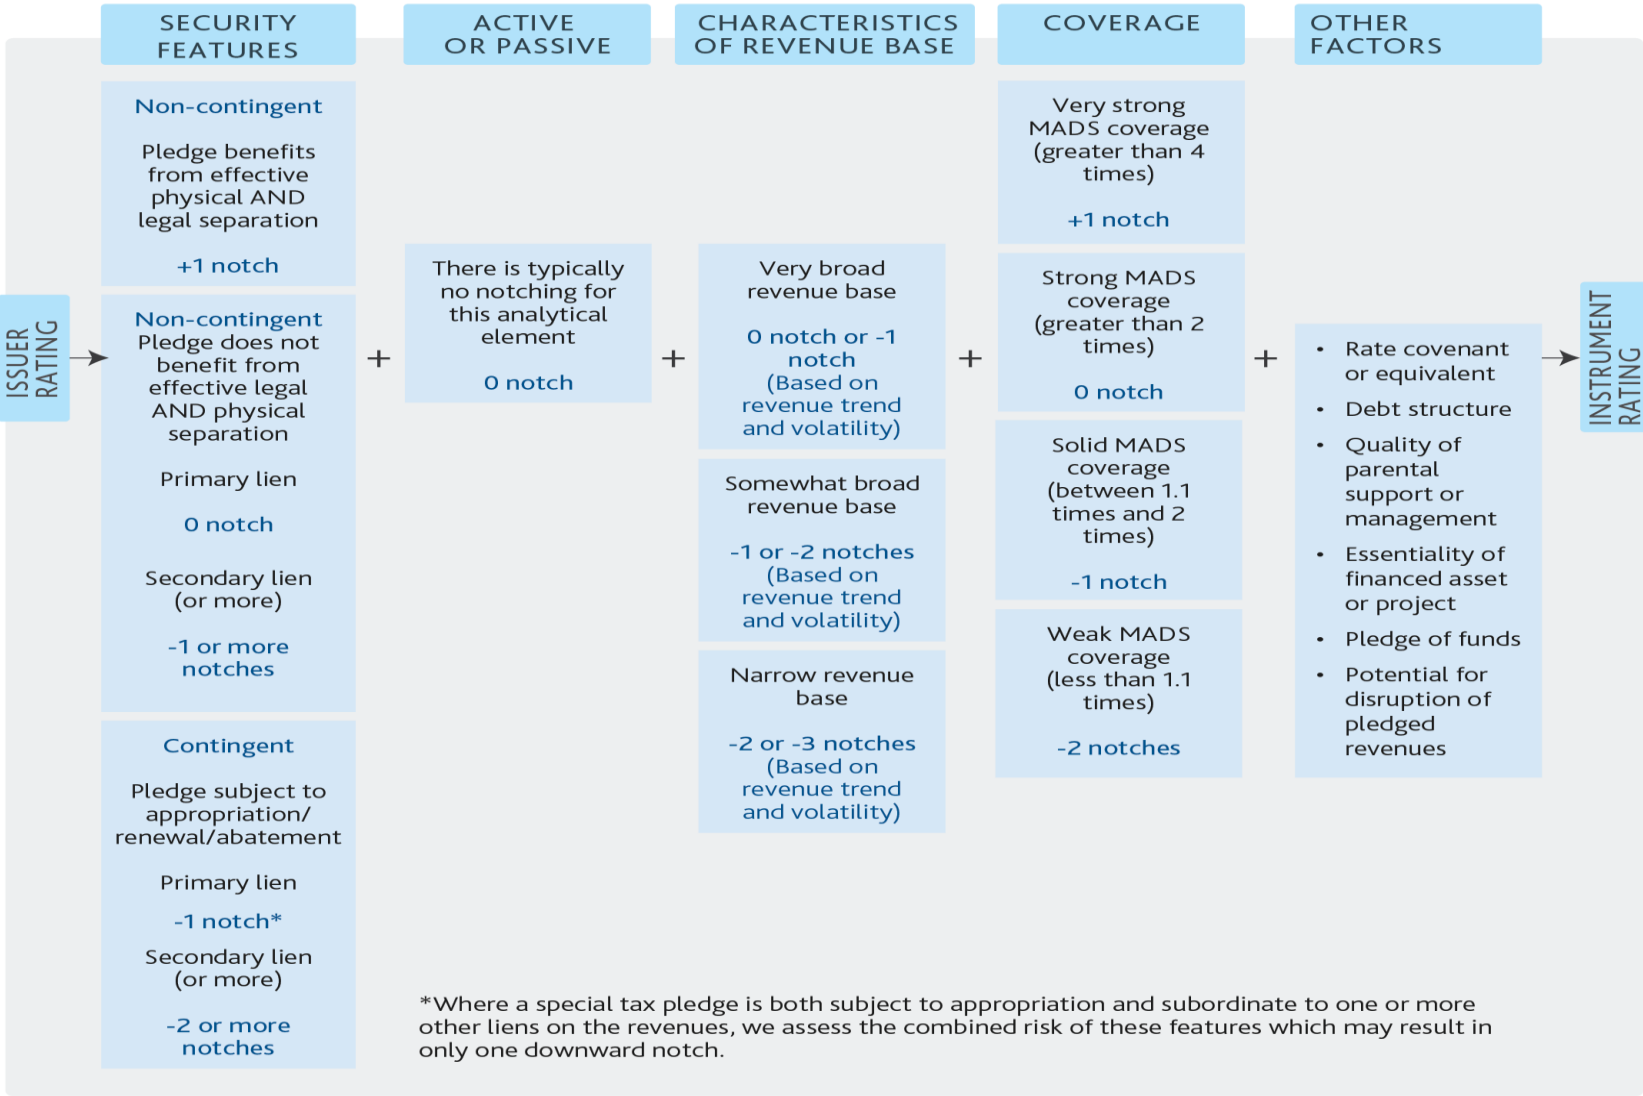 SECURITY
FEATURES
ACTIVE
OR PASSIVE
CHARACTERISTICS
OF REVENUE BASE
COVERAGE
OTHER
FACTORS
ISSUER
RATING
Non-contingent
Pledge benefits
from effective
physical AND
legal separation
+1 notch
Non-contingent
Pledge does not
benefit from
effective legal
AND physical
separation
Primary lien
0 notch
Secondary lien
(or more)
-1 or more
notches
Contingent
Pledge subject to
appropriation/
renewal/abatement
Primary lien
-1 notch*
Secondary lien
(or more)
-2 or more
notches
+
There is typically
no notching for
this analytical
element
0 notch
+
Very broad
revenue base
0 notch or -1
notch
(Based on
revenue trend
and volatility)
Somewhat broad
revenue base
-1 or -2 notches
(Based on
revenue trend
and volatility)
Narrow revenue
base
-2 or -3 notches
(Based on
revenue trend
and volatility)
+
Very strong
MADS coverage
(greater than 4
times)
+1 notch
Strong MADS
coverage
(greater than 2
times)
0 notch
Solid MADS
coverage
(between 1.1
times and 2
times)
-1 notch
Weak MADS
coverage
(less than 1.1
times)
-2 notches
+
• Rate covenant
or equivalent
• Debt structure
• Quality of
parental
support or
management
• Essentiality of
financed asset
or project
• Pledge of funds
• Potential for
disruption of
pledged
revenues
INSTRUMENT
RATING
*Where a special tax pledge is both subject to appropriation and subordinate to one or more
other liens on the revenues, we assess the combined risk of these features which may result in
only one downward notch.